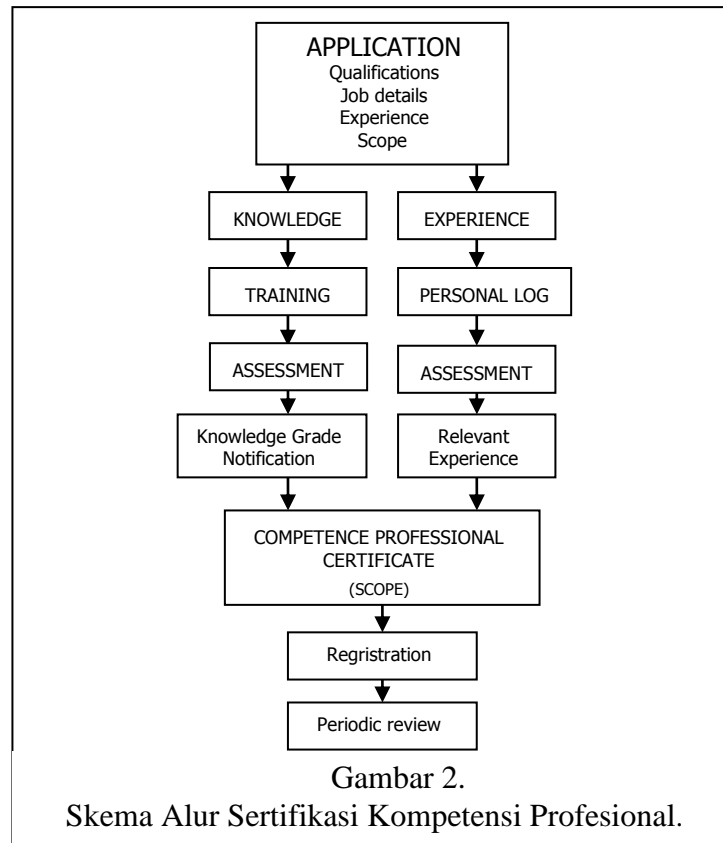 APPLICATION
Qualifications
Job details
Experience
Scope
KNOWLEDGE
EXPERIENCE
TRAINING
PERSONAL LOG
ASSESSMENT
ASSESSMENT
Knowledge Grade
Notification
Relevant
Experience
COMPETENCE PROFESSIONAL
CERTIFICATE
(SCOPE)
Regristration
Periodic review
Gambar 2.
Skema Alur Sertifikasi Kompetensi Profesional.